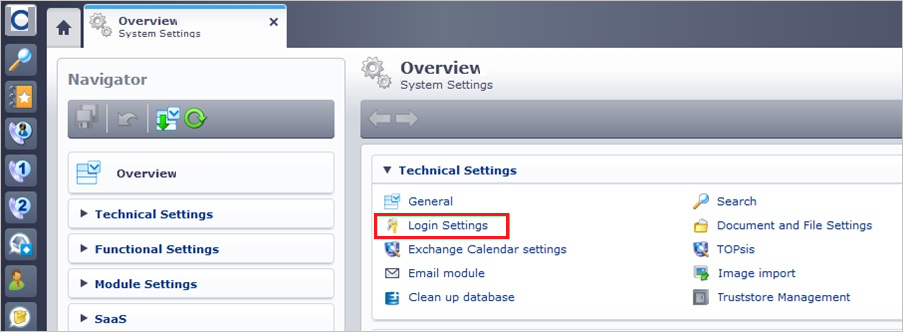 Overview
System Settings
Navigator
Overview
Technical Settings
Functional Settings
Module Settings
SaaS
Overview
System Settings
Technical Settings
General
Login Settings
Exchange Calendar settings
Email module
Clean up database
Search
Document and File Settings
TOPsis
Image import
Truststore Management
1
2